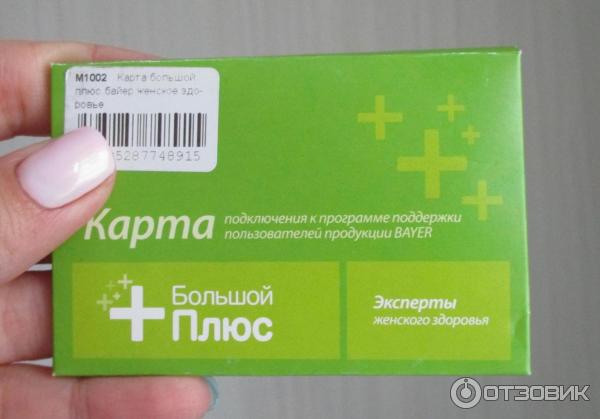 М1002 Карта большой
плюс байер женское здо-
ровье
5287748915
Карта подключения к программе поддержки
пользователей продукции BAYER
Большой
Плюс
Эксперты
женского здоровья
ОТЗОВИК